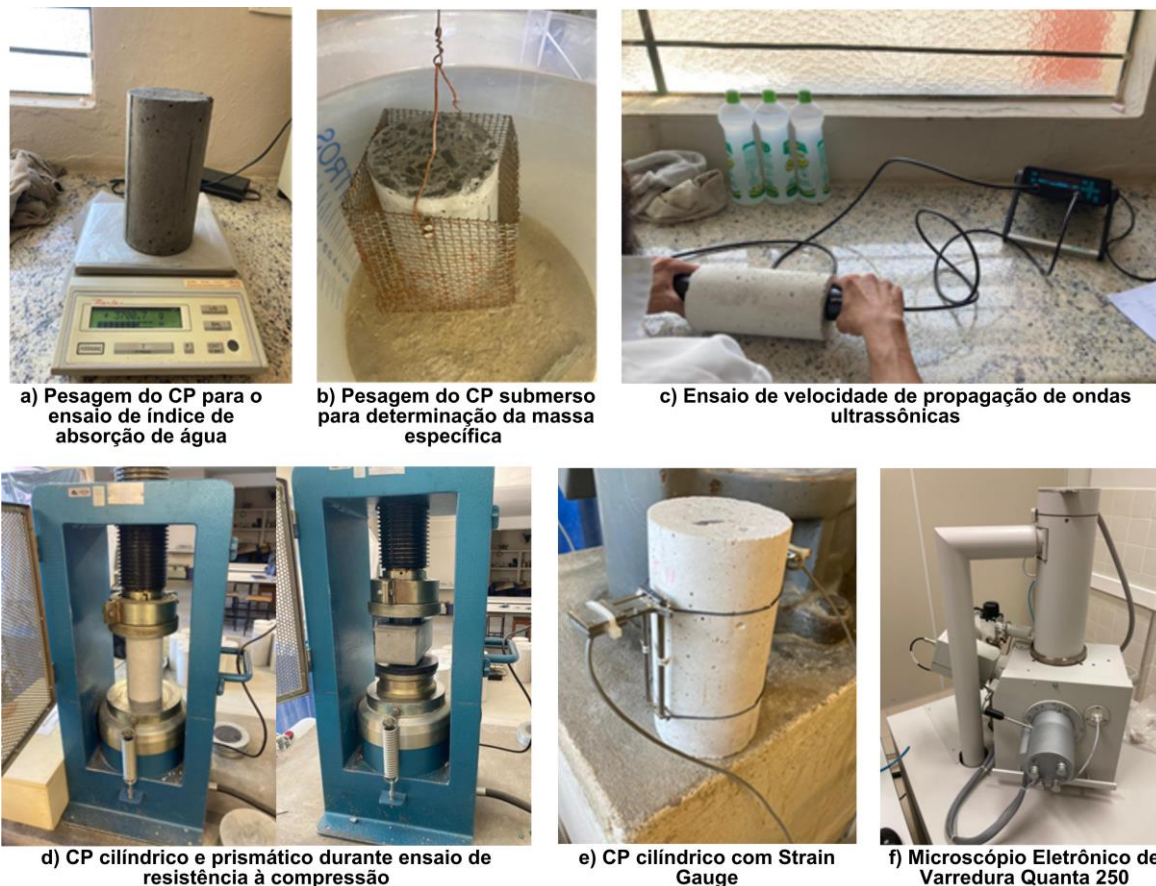 TROS
a) Pesagem do CP para o
ensaio de índice de
absorção de água
b) Pesagem do CP submerso
para determinação da massa
específica
c) Ensaio de velocidade de propagação de ondas
ultrassônicas
d) CP cilíndrico e prismático durante ensaio de
resistência à compressão
e) CP cilíndrico com Strain
Gauge
f) Microscópio Eletrônico de
Varredura Quanta 250